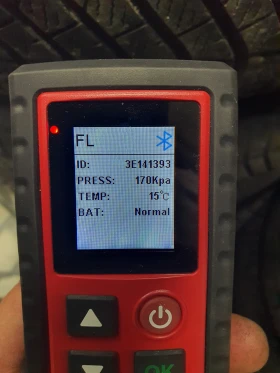 FL
ID: 3E141393
PRESS: 170Kpa
TEMP: 15℃
BAT: Normal
OK